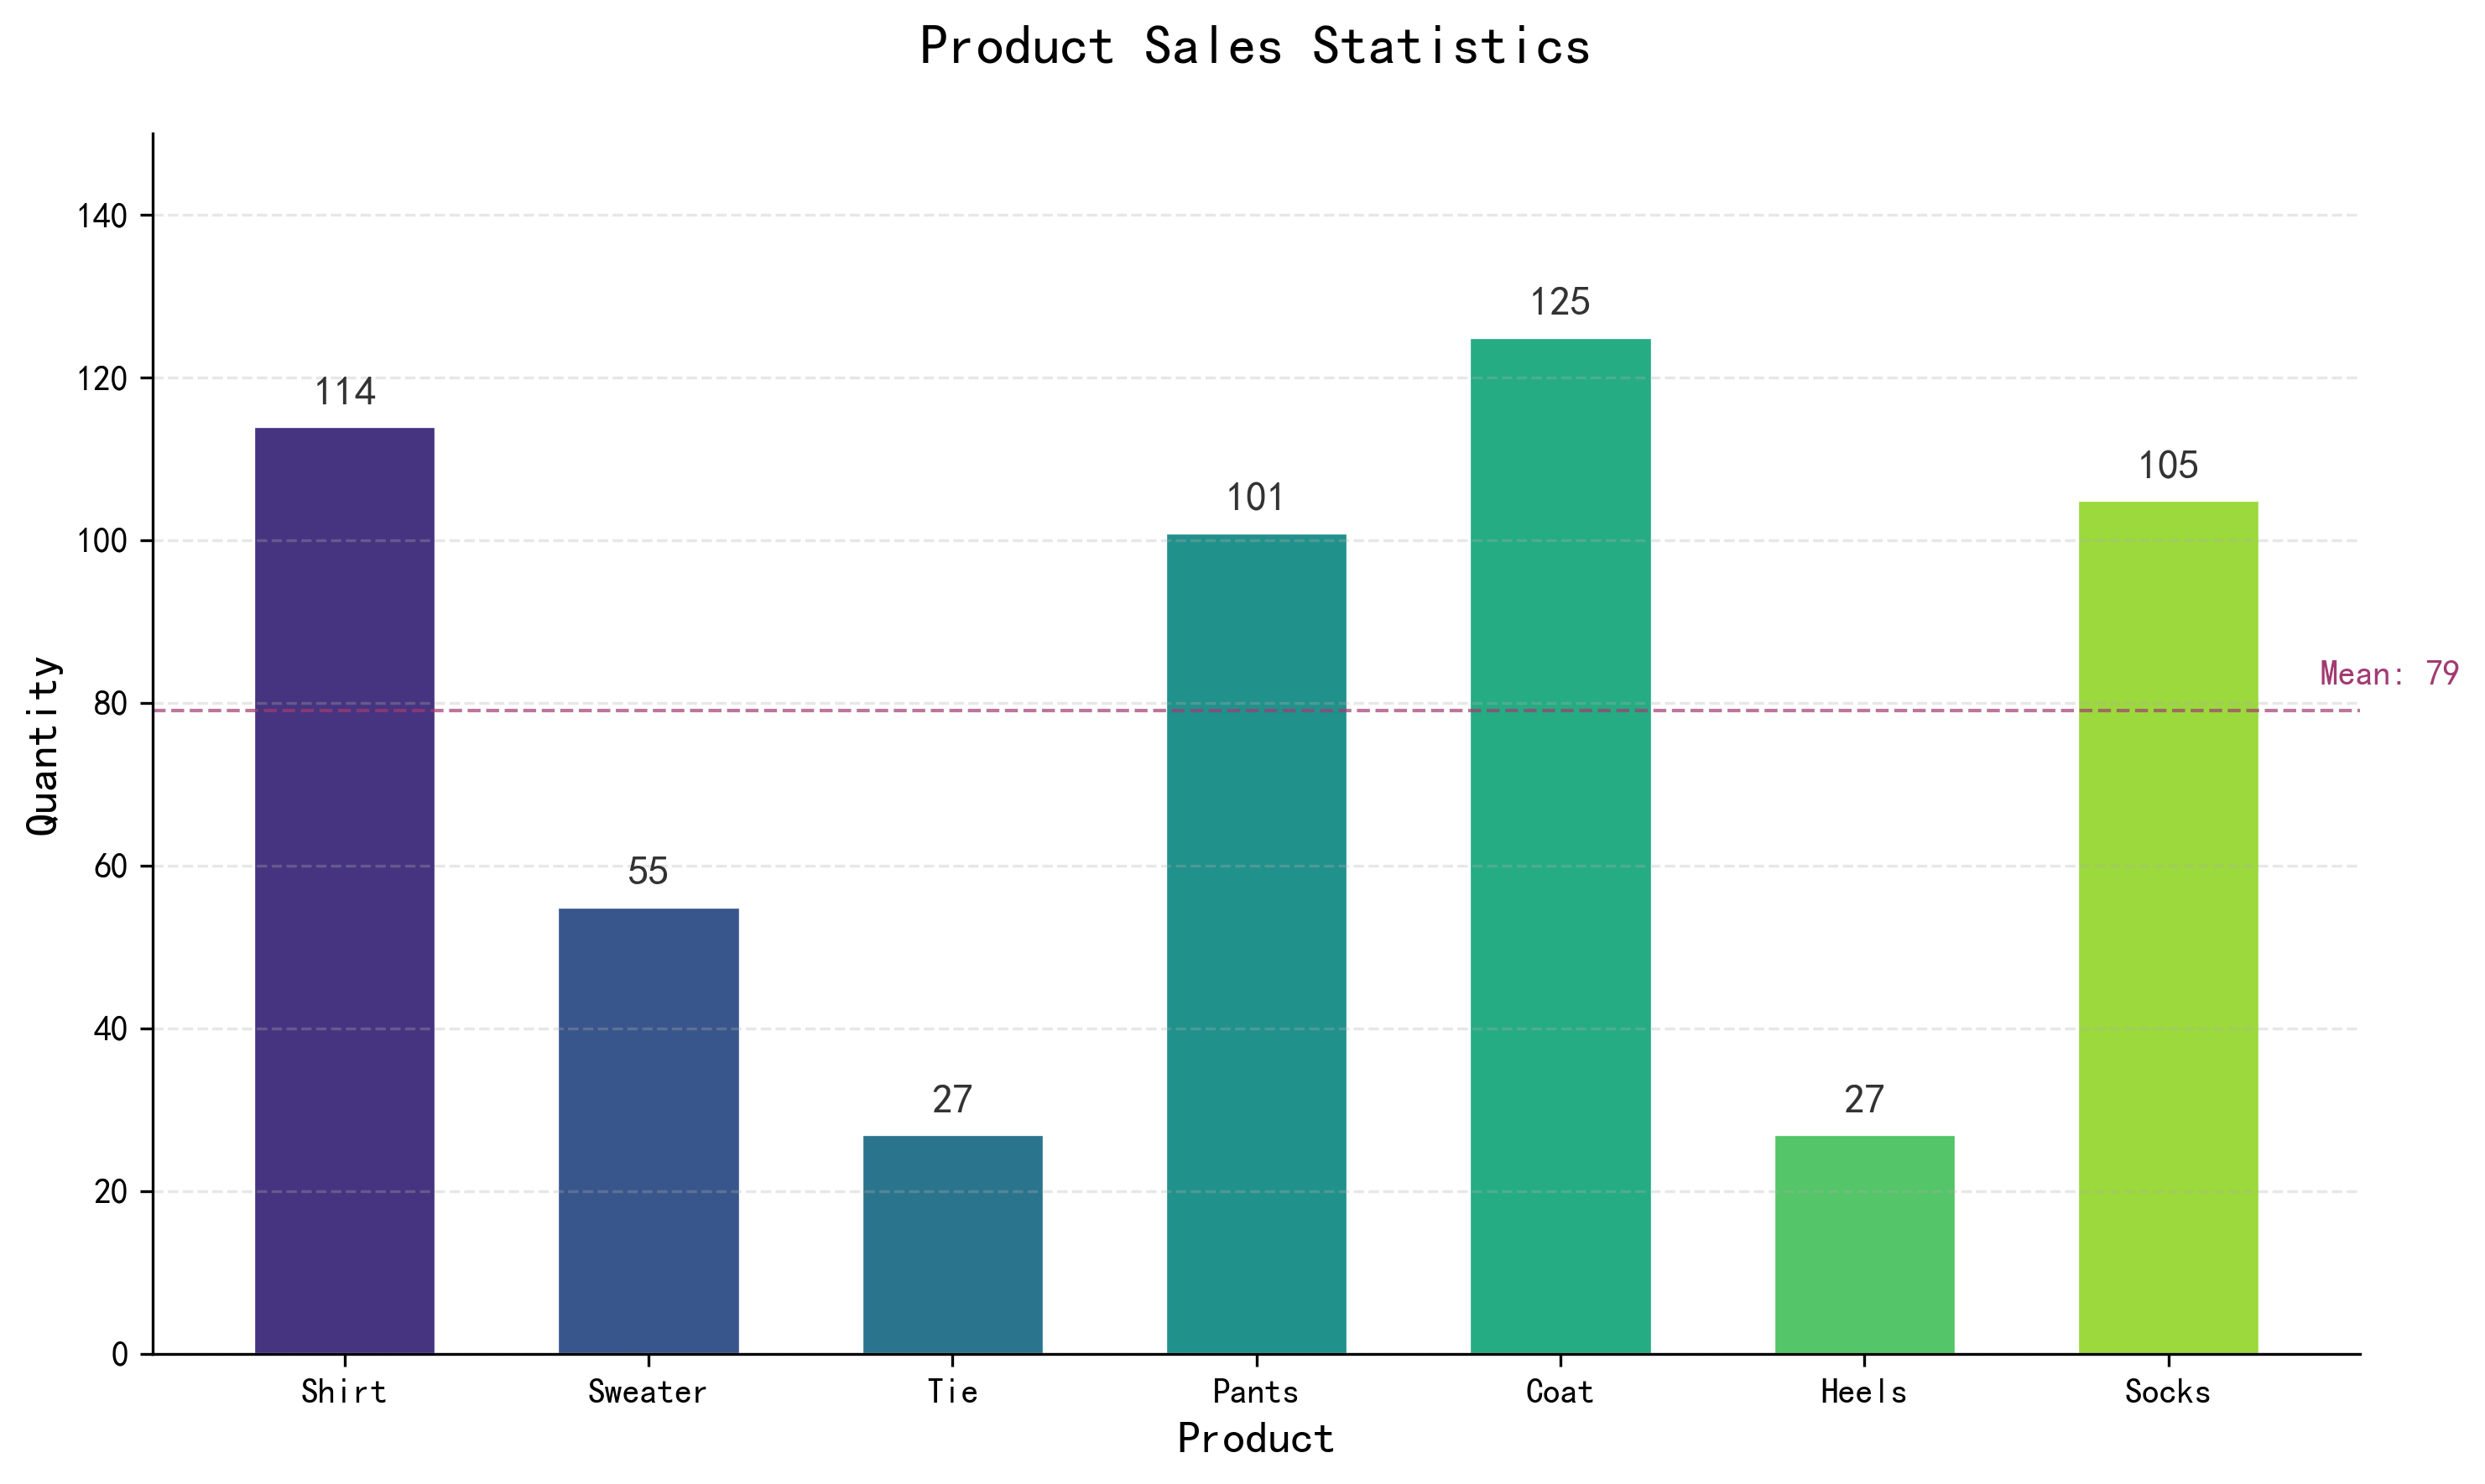 Product Sales Statistics
140
120
100
80
60
40
20
0
Quantity
114
55
27
101
125
27
105
Mean: 79
Shirt
Sweater
Tie
Pants
Coat
Heels
Socks
Product